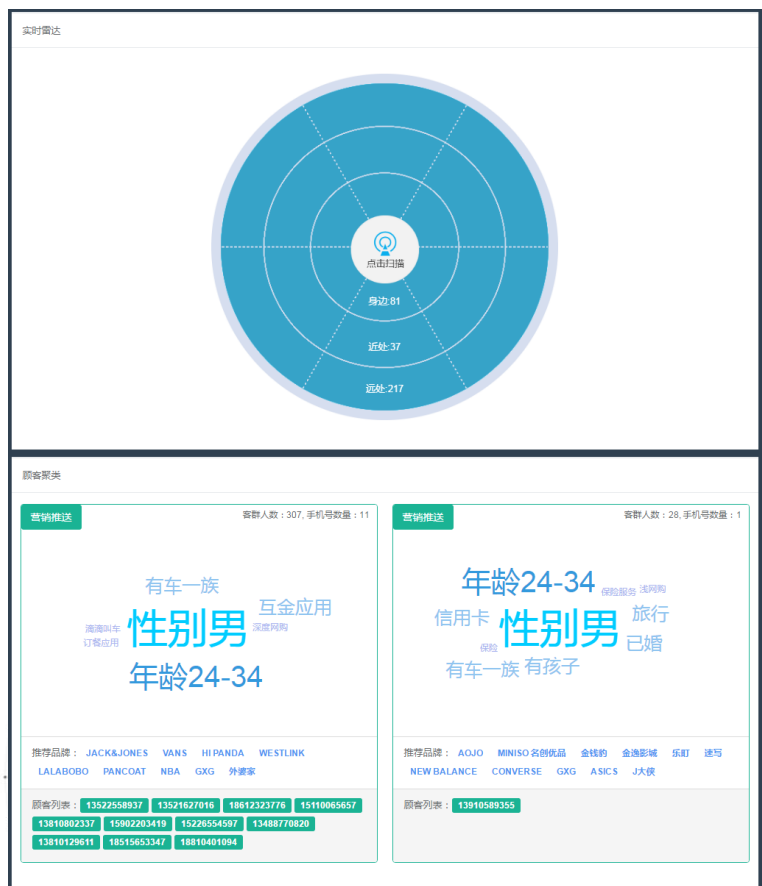 实时雷达
点击扫描
身边:81
近处:37
远处:217
顾客聚类
营销推送
客群人数：307, 手机号数量：11
有车一族
互金应用
滴滴叫车
性别男
深度网购
订餐应用
年龄24-34
推荐品牌： JACK&JONES VANS HI PANDA WESTLINK
LALABOBO PANCOAT NBA GXG 外婆家
顾客列表： 13522558937 13521627016 18612323776 15110065657
13810802337 15902203419 15226554597 13488770820
13810129611 18515653347 18810401094
营销推送
客群人数：28, 手机号数量：1
年龄24-34
保险服务
浅网购
信用卡
性别男
旅行
保险
已婚
有车一族
有孩子
推荐品牌： AOJO MINISO 名创优品 金钱豹 金逸影城 乐町 速写
NEW BALANCE CONVERSE GXG ASICS J大侠
顾客列表： 13910589355